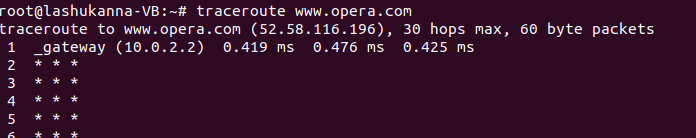 root@lashukanna-VB:~# traceroute www.opera.com
traceroute to www.opera.com (52.58.116.196), 30 hops max, 60 byte packets
1 _gateway (10.0.2.2) 0.419 ms 0.476 ms 0.425 ms
2 * * *
3 * * *
4 * * *
5 * * *
6 * * *